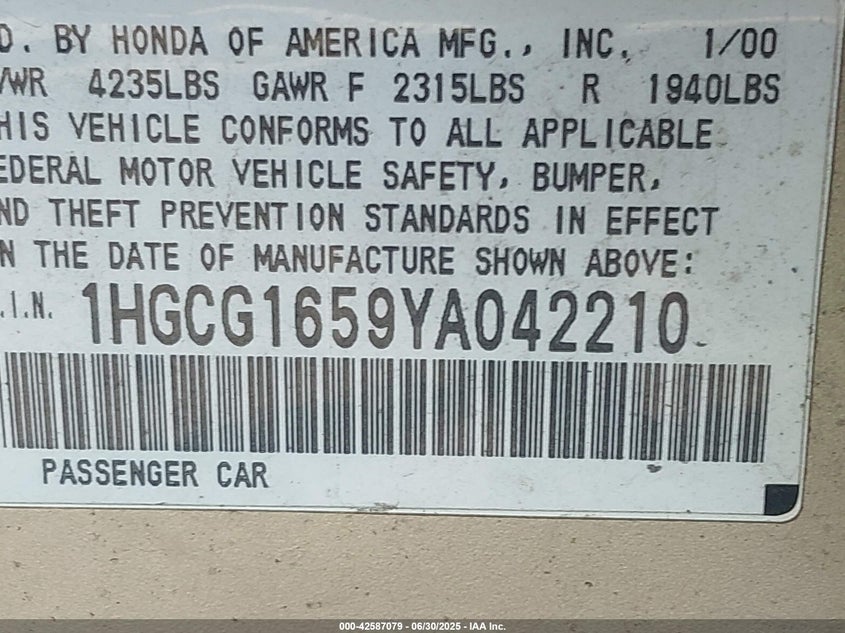 D. BY HONDA OF AMERICA MFG., INC. 1/00
VWR 4235LBS GAWR F 2315LBS R 1940LBS
HIS VEHICLE CONFORMS TO ALL APPLICABLE
EDERAL MOTOR VEHICLE SAFETY, BUMPER,
ND THEFT PREVENTION STANDARDS IN EFFECT
N THE DATE OF MANUFACTURE SHOWN ABOVE:
.I.N. 1HGCG1659YA042210
PASSENGER CAR
000-42587079 - 06/30/2025 - IAA Inc.